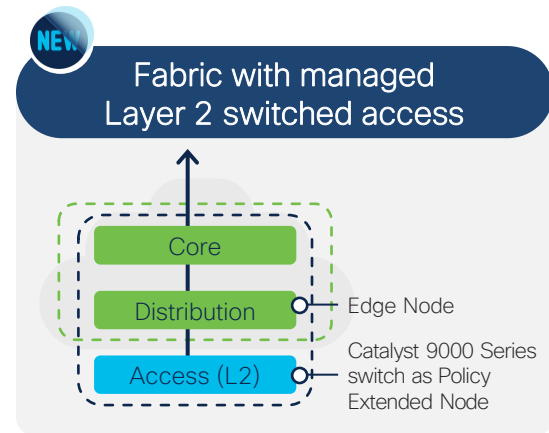 NEW
Fabric with managed
Layer 2 switched access
Core
Distribution
Edge Node
Access (L2)
Catalyst 9000 Series
switch as Policy
Extended Node